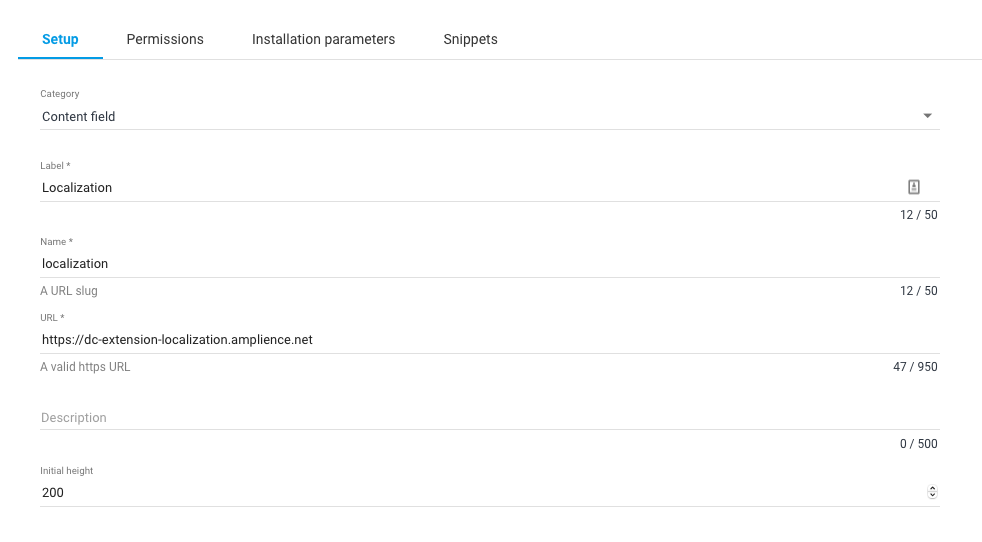 Setup Permissions Installation parameters Snippets
Category
Content field
Label *
Localization
12 / 50
Name *
localization
A URL slug 12 / 50
URL *
https://dc-extension-localization.amplience.net
A valid https URL 47 / 950
Description
0 / 500
Initial height
200